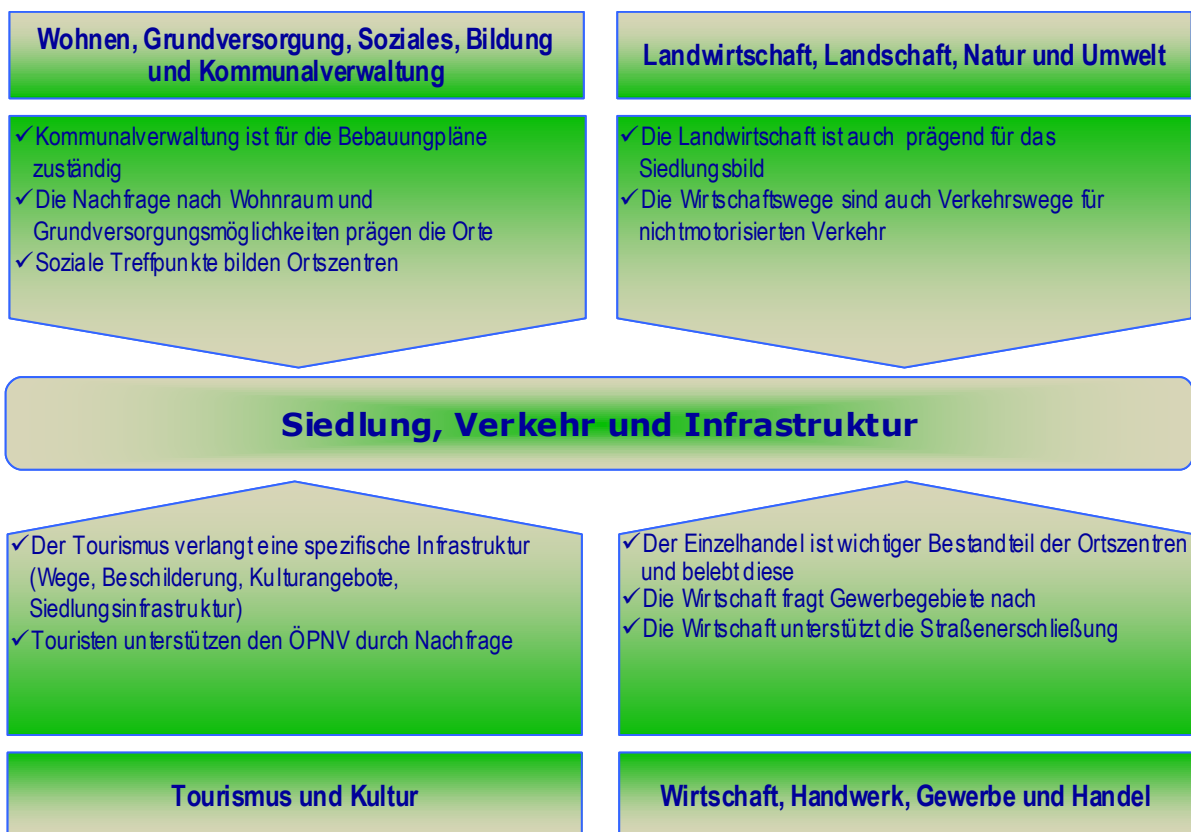 Wohnen, Grundversorgung, Soziales, Bildung
und Kommunalverwaltung
✓Kommunalverwaltung ist für die Bebauungpläne
zuständig
✓Die Nachfrage nach Wohnraum und
Grundversorgungsmöglichkeiten prägen die Orte
✓Soziale Treffpunkte bilden Ortszentren
Landwirtschaft, Landschaft, Natur und Umwelt
✓Die Landwirtschaft ist auch prägend für das
Siedlungsbild
✓Die Wirtschaftswege sind auch Verkehrswege für
nichtmotorisierten Verkehr
Siedlung, Verkehr und Infrastruktur
✓Der Tourismus verlangt eine spezifische Infrastruktur
(Wege, Beschilderung, Kulturangebote,
Siedlungsinfrastruktur)
✓Touristen unterstützen den ÖPNV durch Nachfrage
Tourismus und Kultur
✓Der Einzelhandel ist wichtiger Bestandteil der Ortszentren
und belebt diese
✓Die Wirtschaft fragt Gewerbegebiete nach
✓Die Wirtschaft unterstützt die Straßenerschließung
Wirtschaft, Handwerk, Gewerbe und Handel